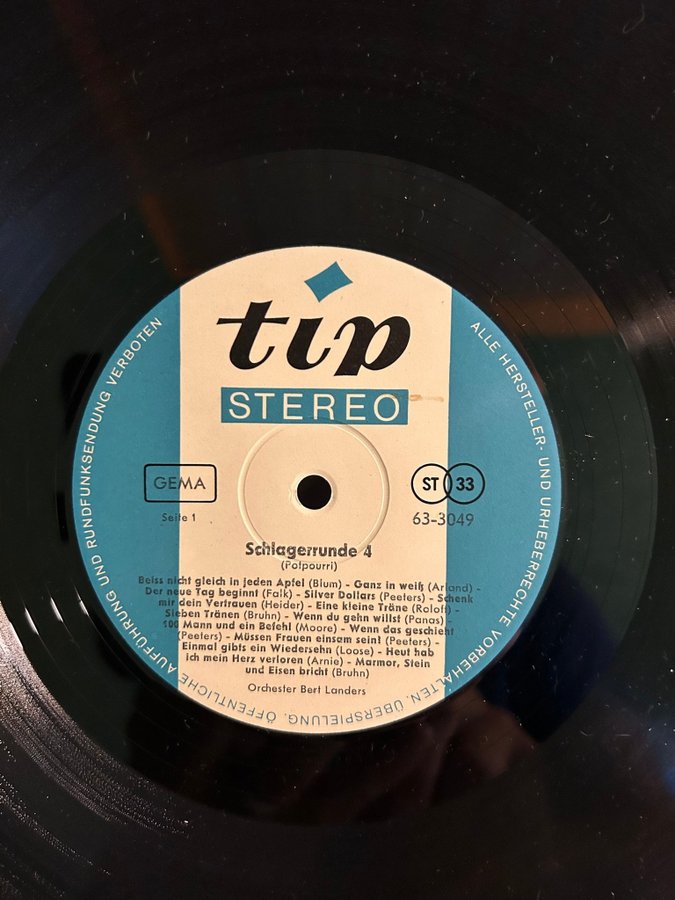 tip
STEREO
GEMA
ST 33
Seite 1
63-3049
Schlagerrunde 4
(Potpourri)
Beiss nicht gleich in jeden Apfel (Blum) - Ganz in weiß (Arland) -
Der neue Tag beginnt (Falk) - Silver Dollars (Peeters) - Schenk
mir dein Vertrauen (Heider) - Eine kleine Träne (Roloff) -
Sieben Tränen (Bruhn) - Wenn du gehn willst (Panas) -
100 Mann und ein Befehl (Moore) - Wenn das geschieht
(Peeters) - Müssen Frauen einsam sein! (Peeters) -
Einmal gibts ein Wiedersehn (Loose) - Heut hab
ich mein Herz verloren (Arnie) - Marmor, Stein
und Eisen bricht (Bruhn)
Orchester Bert Landers
ALLE HERSTELLER- UND URHEBERRECHTE VORBEHALTEN. ÜBERSPIELUNG, ÖFFENTLICHE AUFFÜHRUNG UND RUNDFUNKSENDUNG VERBOTEN